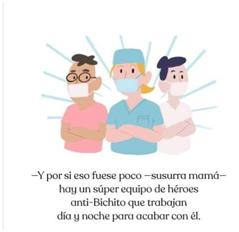 —Y por si eso fuese poco —susurra mamá—
hay un súper equipo de héroes
anti-Bichito que trabajan
día y noche para acabar con él.